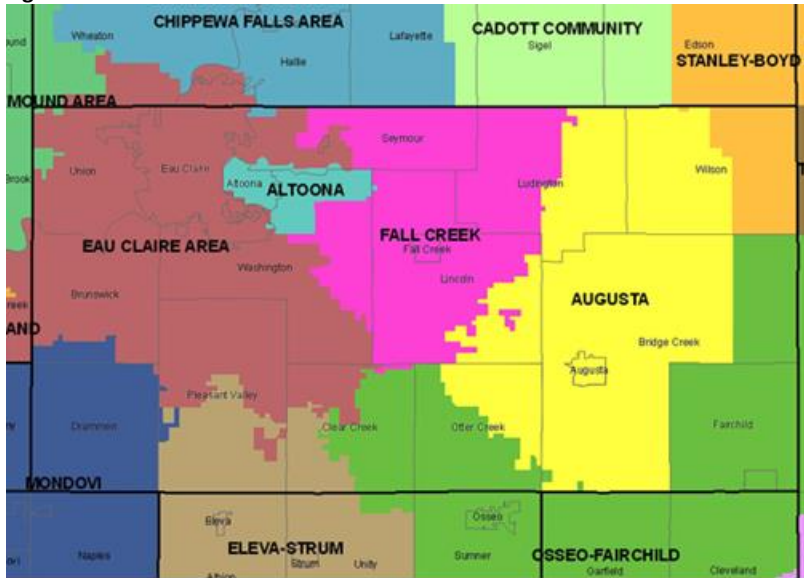 CHIPPEWA FALLS AREA
Wheaton
Hallie
Lafayette
CADOTT COMMUNITY
Sigel
Edson
STANLEY-BOYD
MOUND AREA
Seymour
Union
Eau Claire
Altoona
ALTOONA
Ludington
Wilson
EAU CLAIRE AREA
FALL CREEK
Fall Creek
Washington
Lincoln
Brunswick
AUGUSTA
AND
Bridge Creek
Augusta
Pleasant Valley
Drammen
Clear Creek
Otter Creek
Fairchild
MONDOVI
Eleva
Osseo
ELEVA-STRUM
Naples
Strum
Unity
Sumner
OSSEO-FAIRCHILD
Albion
Garfield
Cleveland